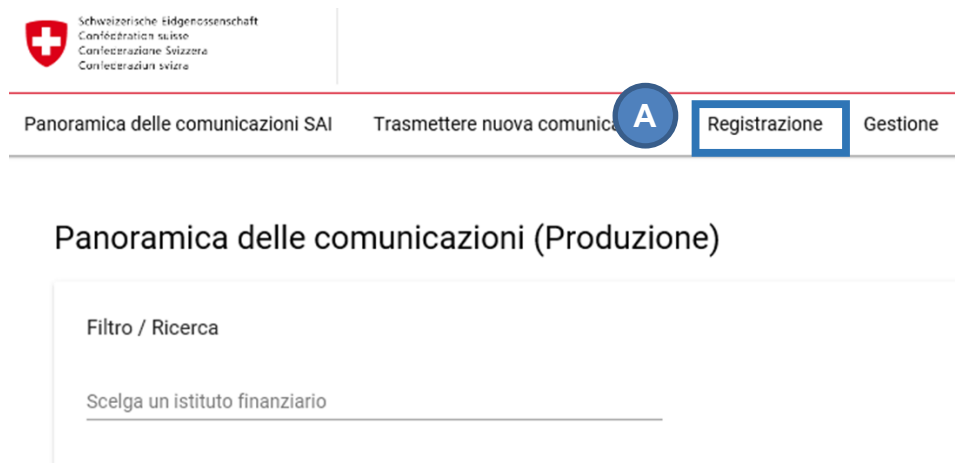 Schweizerische Eidgenossenschaft
Confédération suisse
Confederazione Svizzera
Confederaziun svizra
Panoramica delle comunicazioni SAI Trasmettere nuova A Registrazione Gestione
Panoramica delle comunicazioni (Produzione)
Filtro / Ricerca
Scelga un istituto finanziario